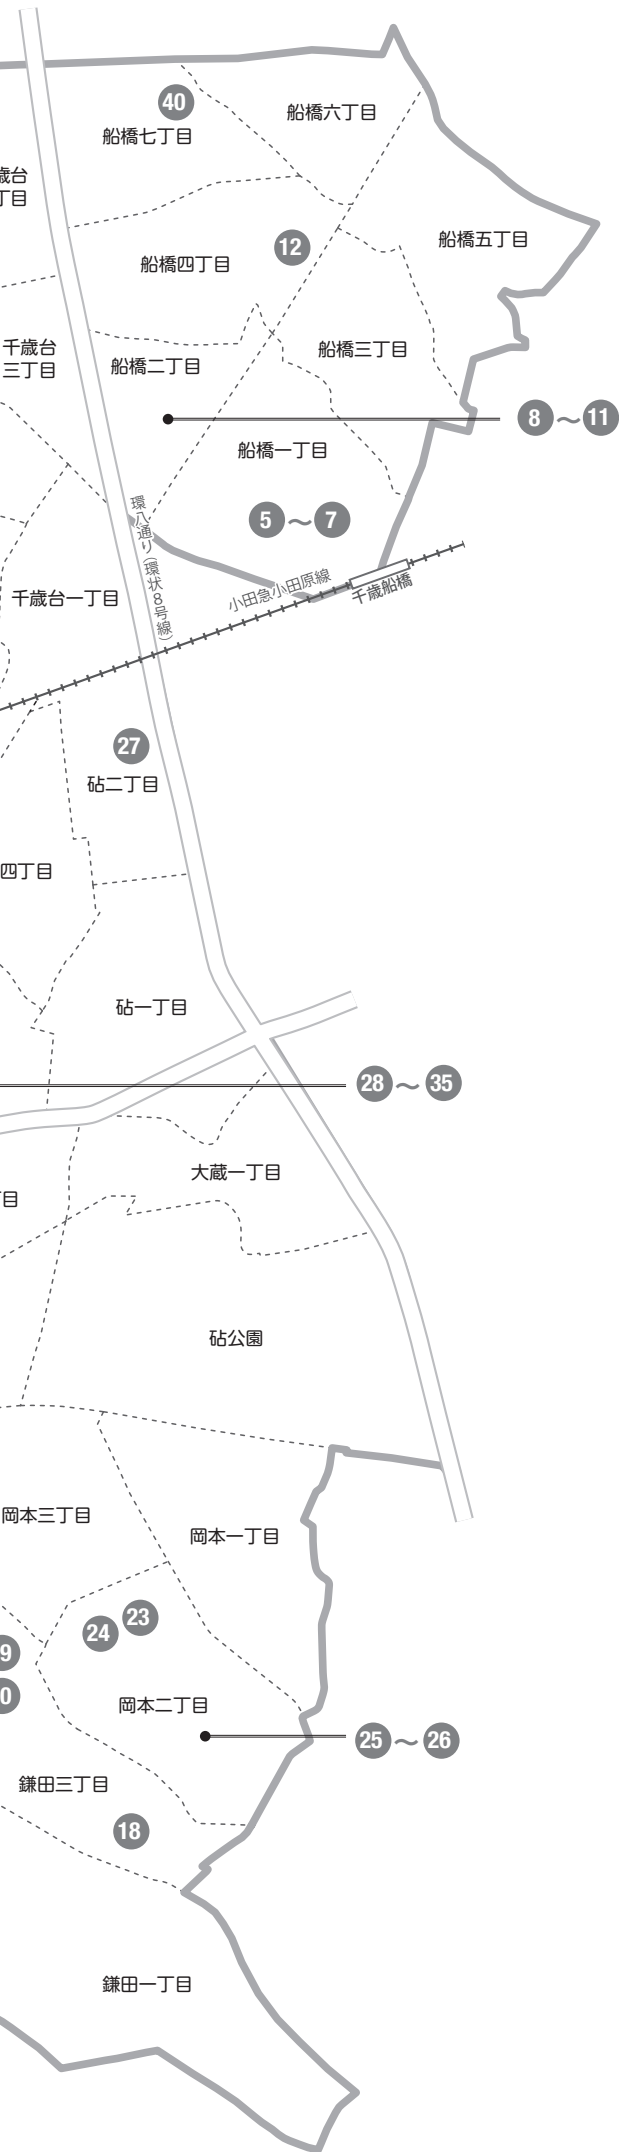 40
船橋六丁目
船橋七丁目
歳台
丁目
12
船橋五丁目
船橋四丁目
千歳台
三丁目
船橋三丁目
船橋二丁目
8〜11
船橋一丁目
5〜7
環八通り(環状8号線)
小田急小田原線
千歳船橋
千歳台一丁目
27
砧二丁目
四丁目
砧一丁目
28〜35
大蔵一丁目
丁目
砧公園
岡本三丁目
岡本一丁目
23
24
9
0
岡本二丁目
25〜26
鎌田三丁目
18
鎌田一丁目